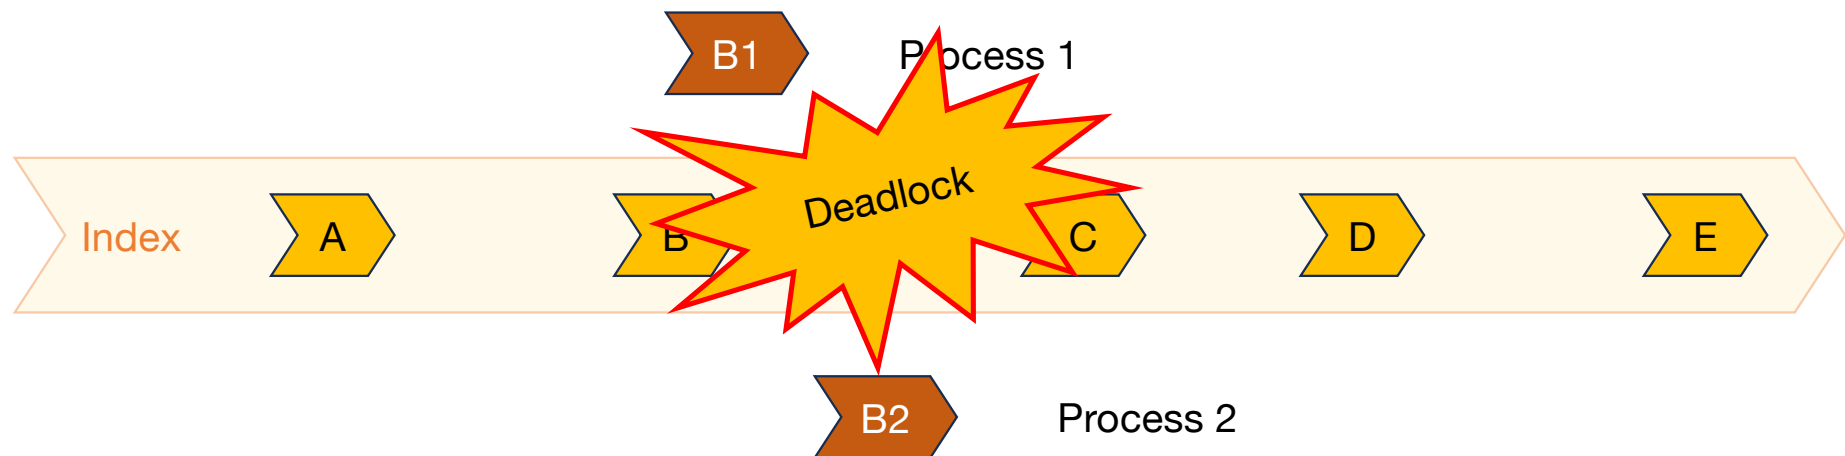 B1
Process 1
Deadlock
Index
A
B
C
D
E
B2
Process 2